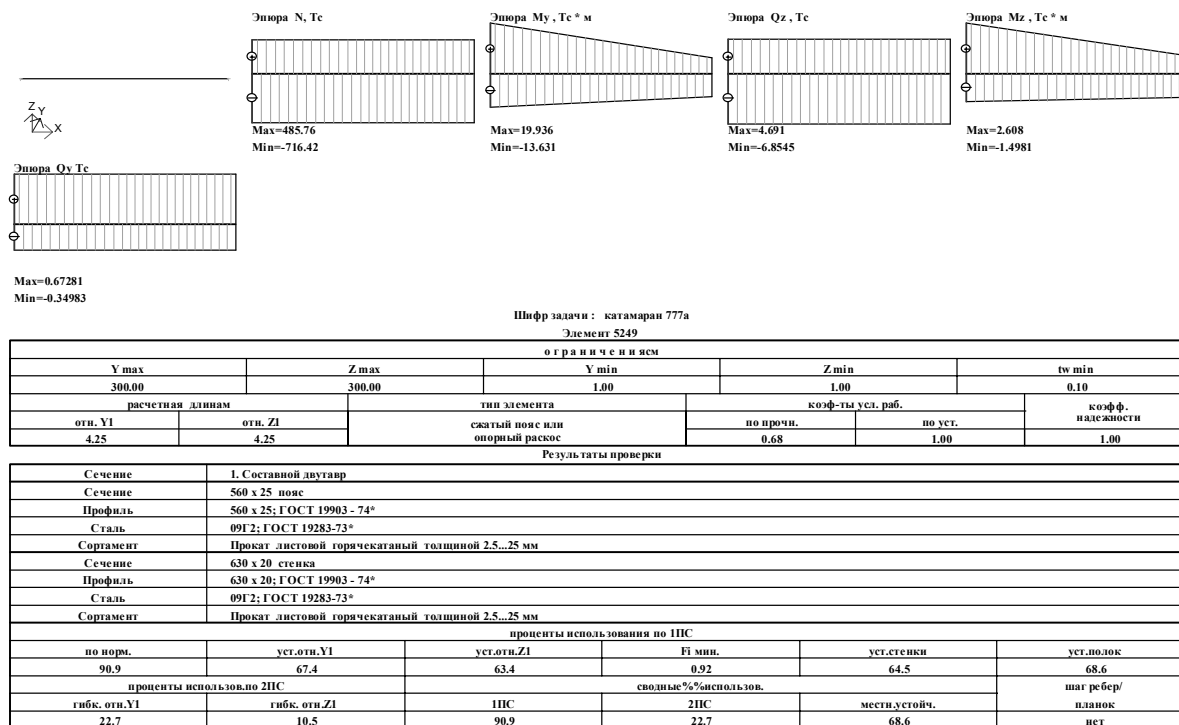 Эпюра N, Тс
Эпюра My , Тс * м
Эпюра Qz , Тс
Эпюра Mz , Тс * м
Z Y X
Max=485.76
Min=-716.42
Max=19.936
Min=-13.631
Max=4.691
Min=-6.8545
Max=2.608
Min=-1.4981
Эпюра Qy Тс
Max=0.67281
Min=-0.34983
Шифр задачи : катамаран 777а
Элемент 5249
о г р а н и ч е н и ясм
Y max Z max Y min Z min tw min
300.00 300.00 1.00 1.00 0.10
расчетная длинам тип элемента коэф-ты усл. раб. коэфф. надежности
отн. Y1 отн. Z1 сжатый пояс или опорный раскос по прочн. по уст.
4.25 4.25 0.68 1.00 1.00
Результаты проверки
Сечение 1. Составной двутавр
Сечение 560 x 25 пояс
Профиль 560 x 25; ГОСТ 19903 - 74*
Сталь 09Г2; ГОСТ 19283-73*
Сортамент Прокат листовой горячекатаный толщиной 2.5...25 мм
Сечение 630 x 20 стенка
Профиль 630 x 20; ГОСТ 19903 - 74*
Сталь 09Г2; ГОСТ 19283-73*
Сортамент Прокат листовой горячекатаный толщиной 2.5...25 мм
проценты использования по 1ПС
по норм. уст.отн.Y1 уст.отн.Z1 Fi мин. уст.стенки уст.полок
90.9 67.4 63.4 0.92 64.5 68.6
проценты использов.по 2ПС сводные%%использов. шаг ребер/ планок
гибк. отн.Y1 гибк. отн.Z1 1ПС 2ПС местн.устойч.
22.7 10.5 90.9 22.7 68.6 нет